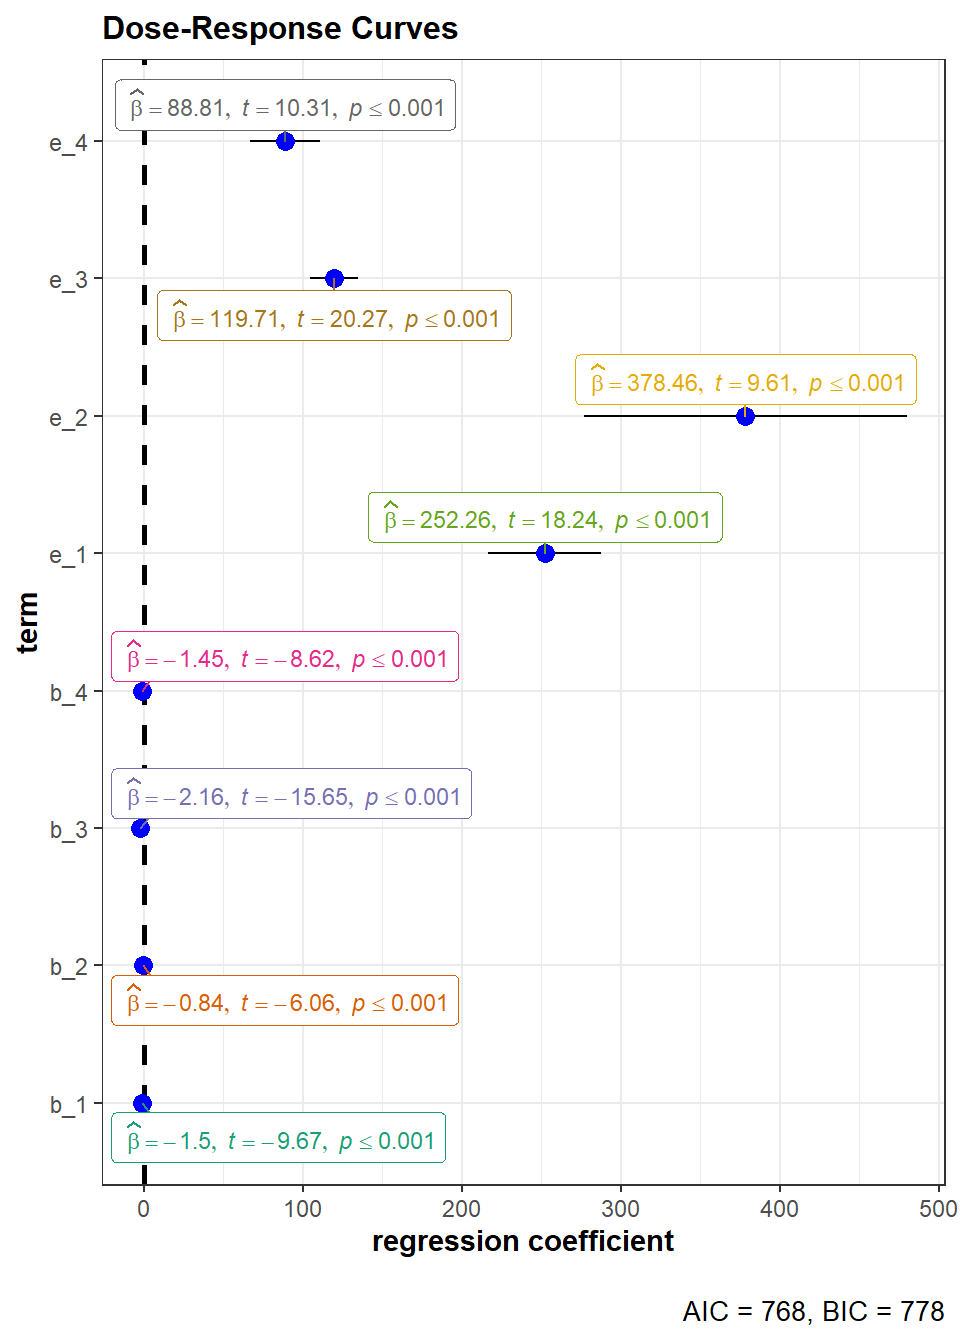 Dose-Response Curves
β̂ = 88.81, t = 10.31, p ≤ 0.001
e_4
e_3
β̂ = 119.71, t = 20.27, p ≤ 0.001
β̂ = 378.46, t = 9.61, p ≤ 0.001
e_2
β̂ = 252.26, t = 18.24, p ≤ 0.001
e_1
term
β̂ = −1.45, t = −8.62, p ≤ 0.001
b_4
β̂ = −2.16, t = −15.65, p ≤ 0.001
b_3
b_2
β̂ = −0.84, t = −6.06, p ≤ 0.001
b_1
β̂ = −1.5, t = −9.67, p ≤ 0.001
0 100 200 300 400 500
regression coefficient
AIC = 768, BIC = 778